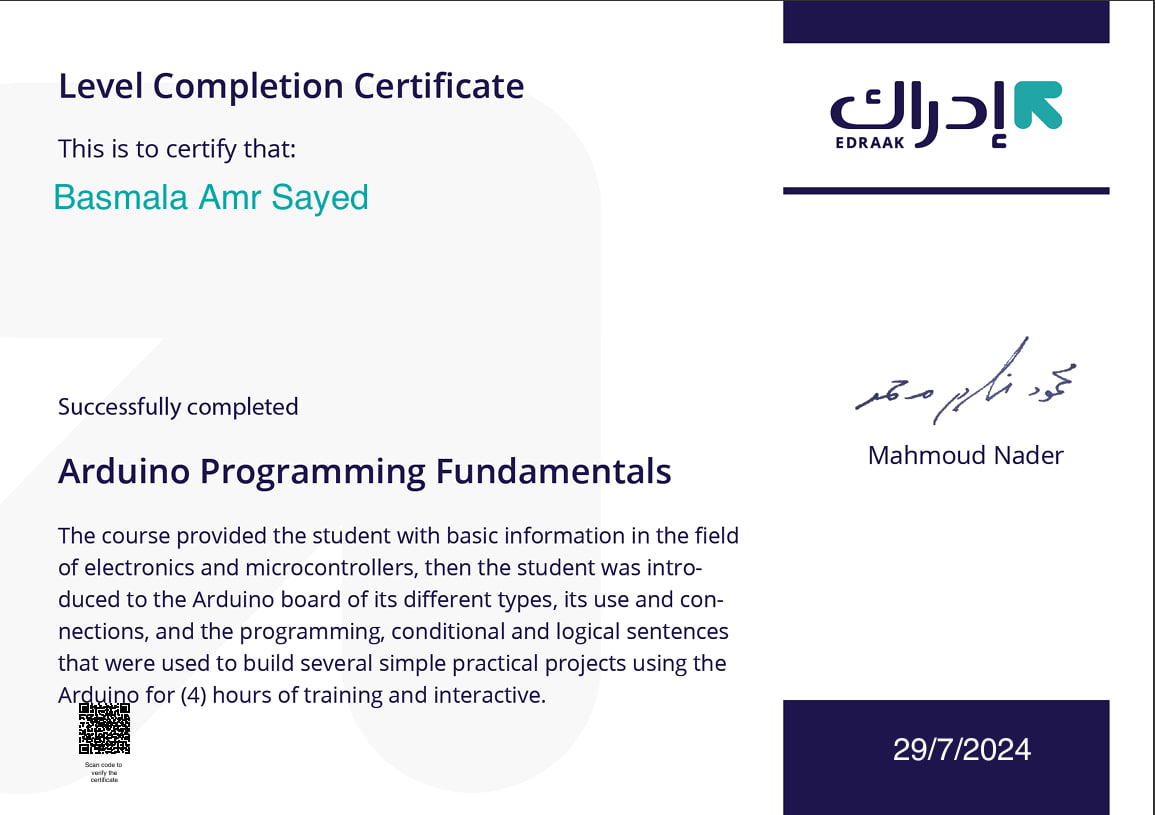 Level Completion Certificate
This is to certify that:
Basmala Amr Sayed
Successfully completed
Arduino Programming Fundamentals
The course provided the student with basic information in the field
of electronics and microcontrollers, then the student was intro-
duced to the Arduino board of its different types, its use and con-
nections, and the programming, conditional and logical sentences
that were used to build several simple practical projects using the
Arduino for (4) hours of training and interactive.
Scan code to
verify the
certificate
إدراك
EDRAAK
محمود نادر محمد
Mahmoud Nader
29/7/2024